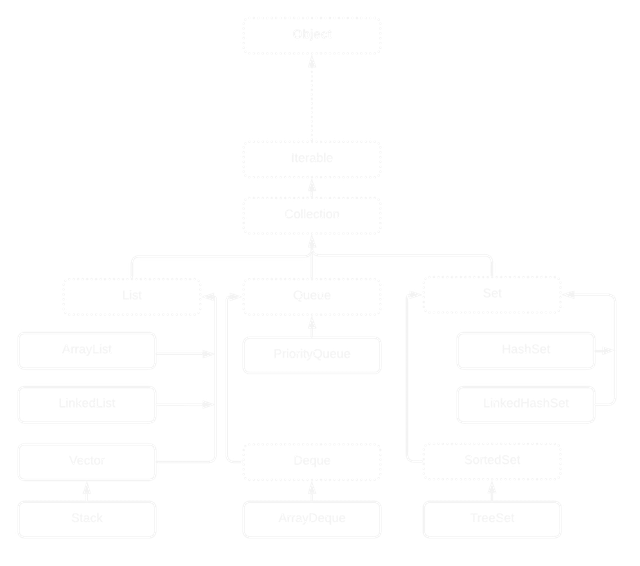 Object
Iterable
Collection
List
Queue
Set
ArrayList
PriorityQueue
HashSet
LinkedList
LinkedHashSet
Vector
Deque
SortedSet
Stack
ArrayDeque
TreeSet